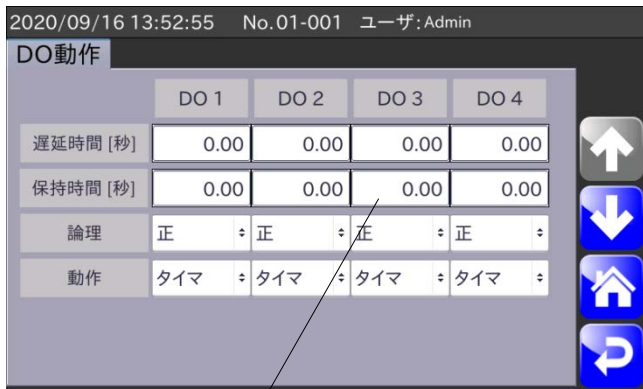 2020/09/16 13:52:55 No.01-001 ユーザ:Admin
DO動作
DO 1 DO 2 DO 3 DO 4
遅延時間 [秒] 0.00 0.00 0.00 0.00
保持時間 [秒] 0.00 0.00 0.00 0.00
論理 正 正 正 正
動作 タイマ タイマ タイマ タイマ